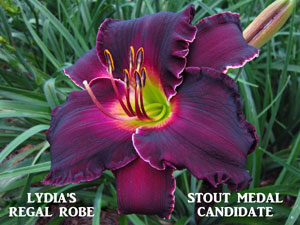 LYDIA'S
REGAL ROBE
STOUT MEDAL
CANDIDATE